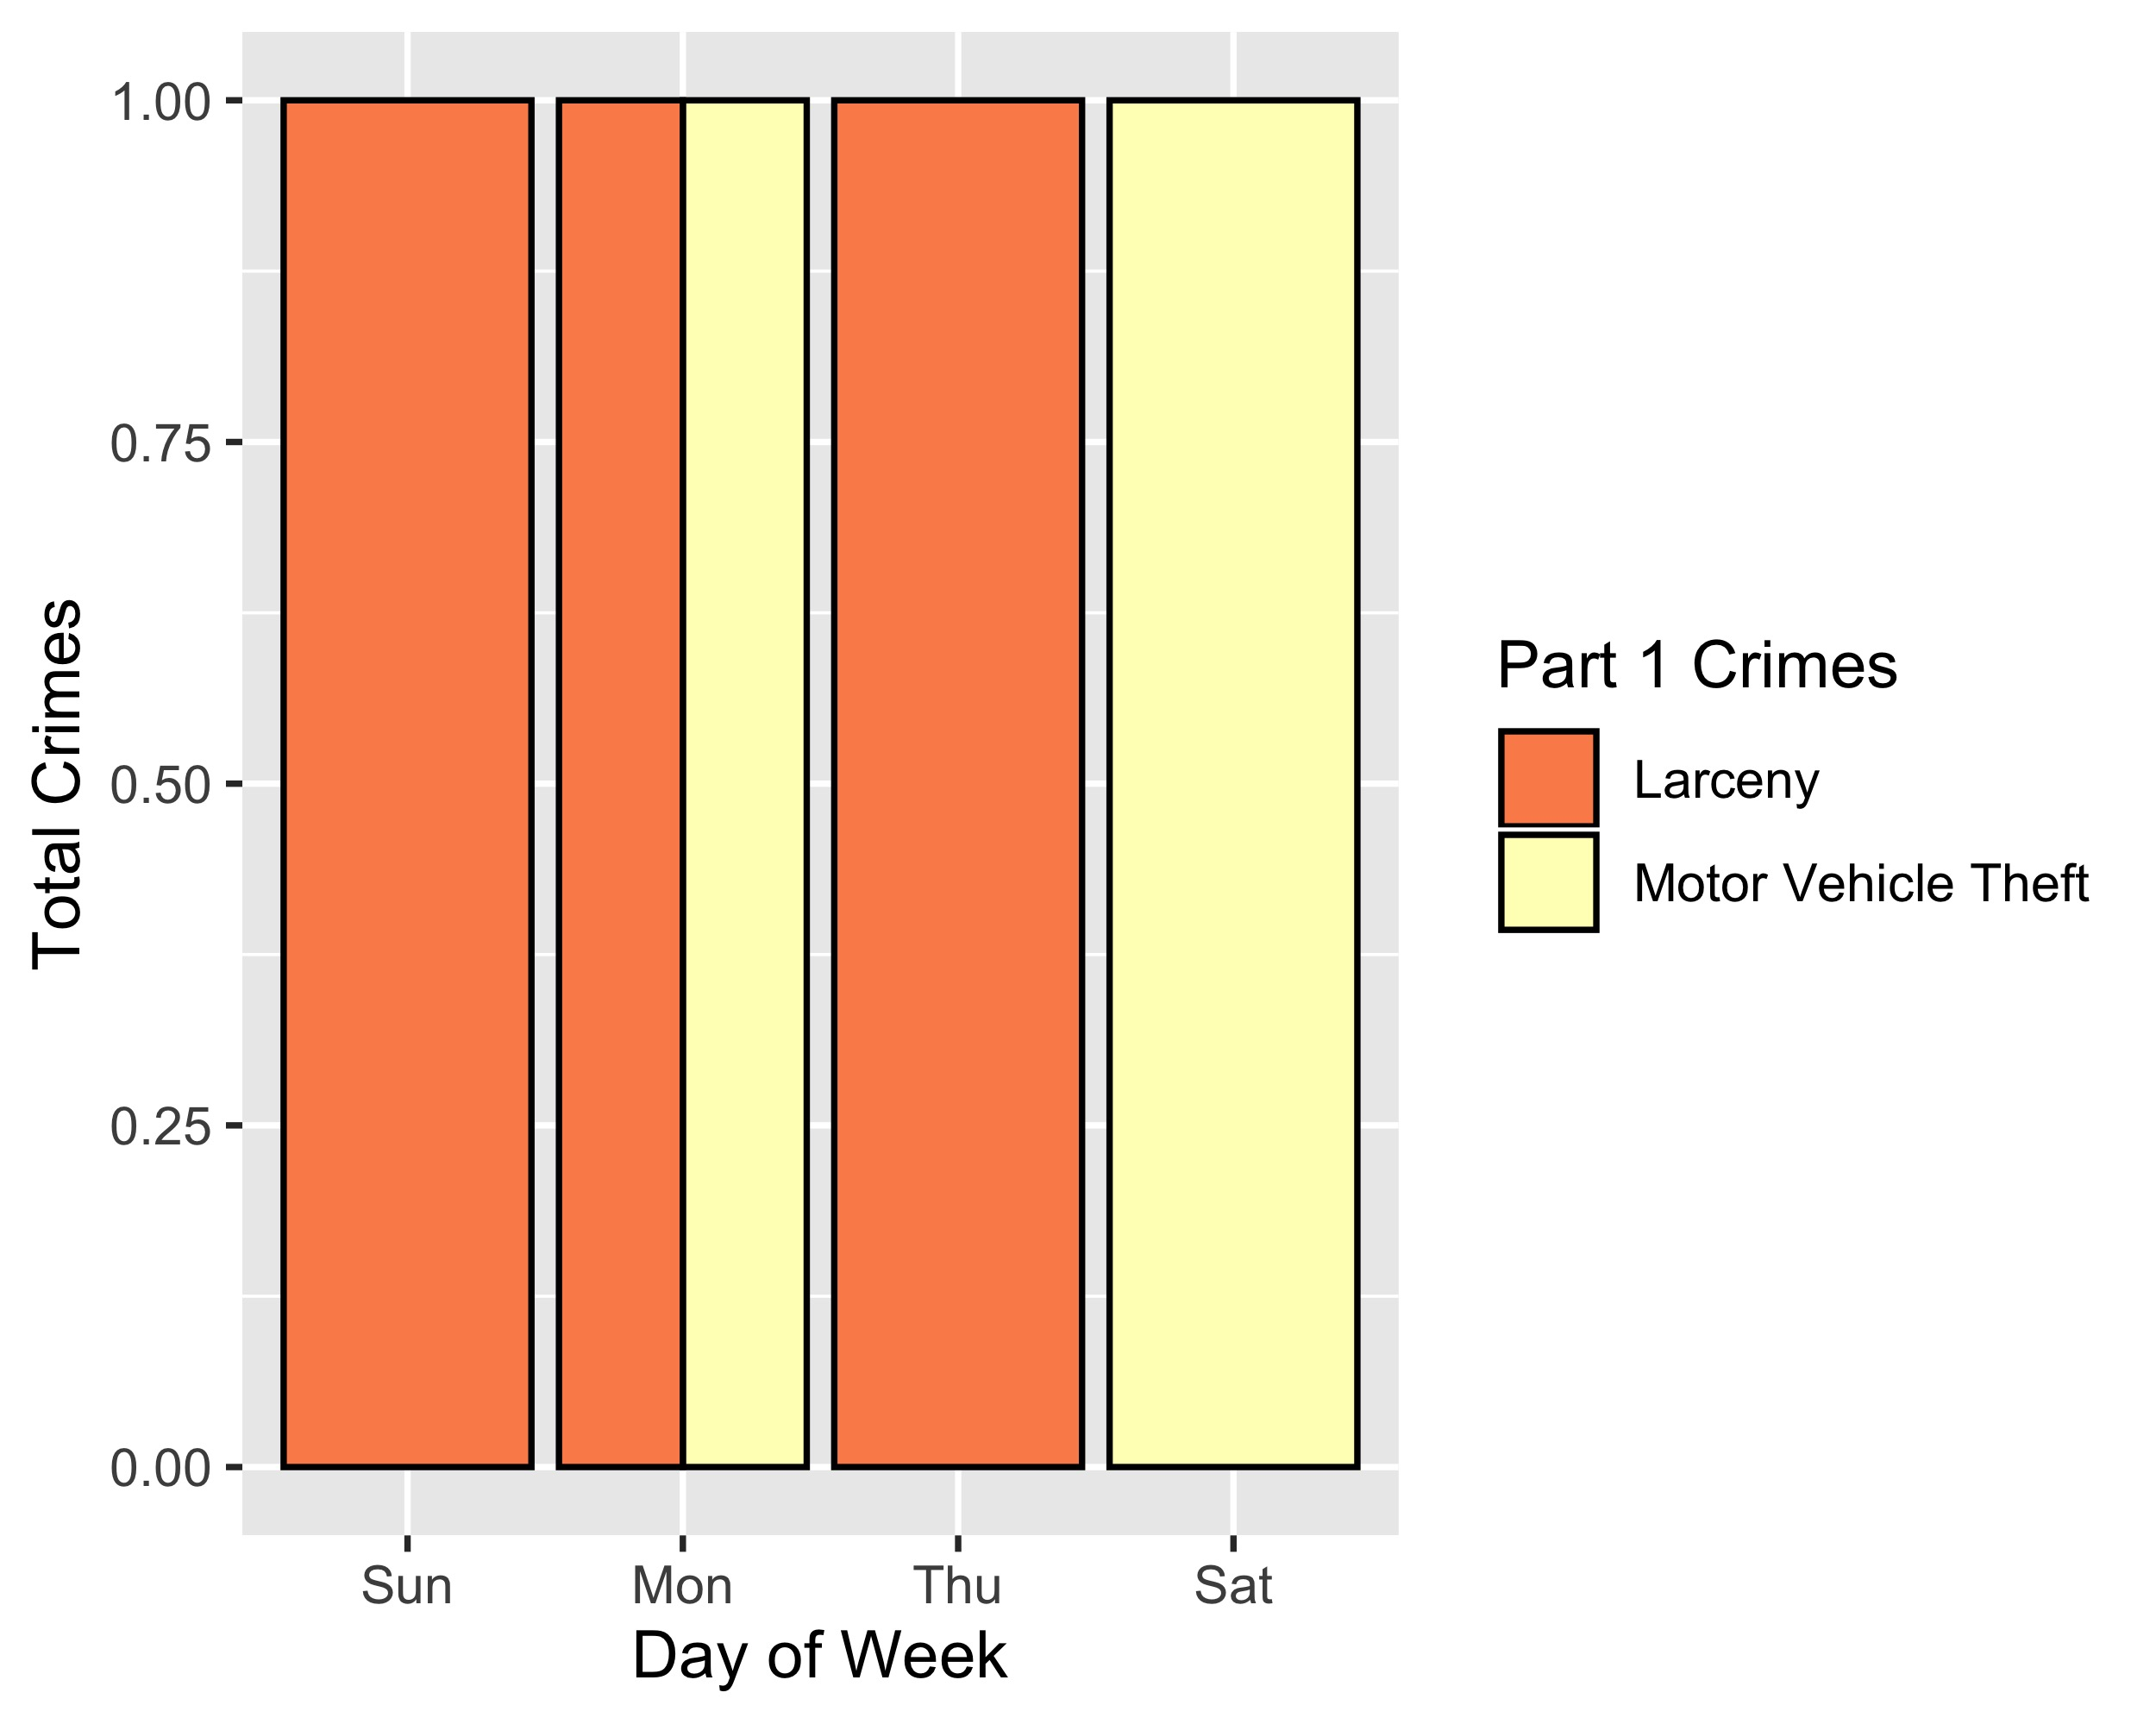 Total Crimes
1.00
0.75
0.50
0.25
0.00
Sun Mon Thu Sat
Day of Week
Part 1 Crimes
Larceny
Motor Vehicle Theft